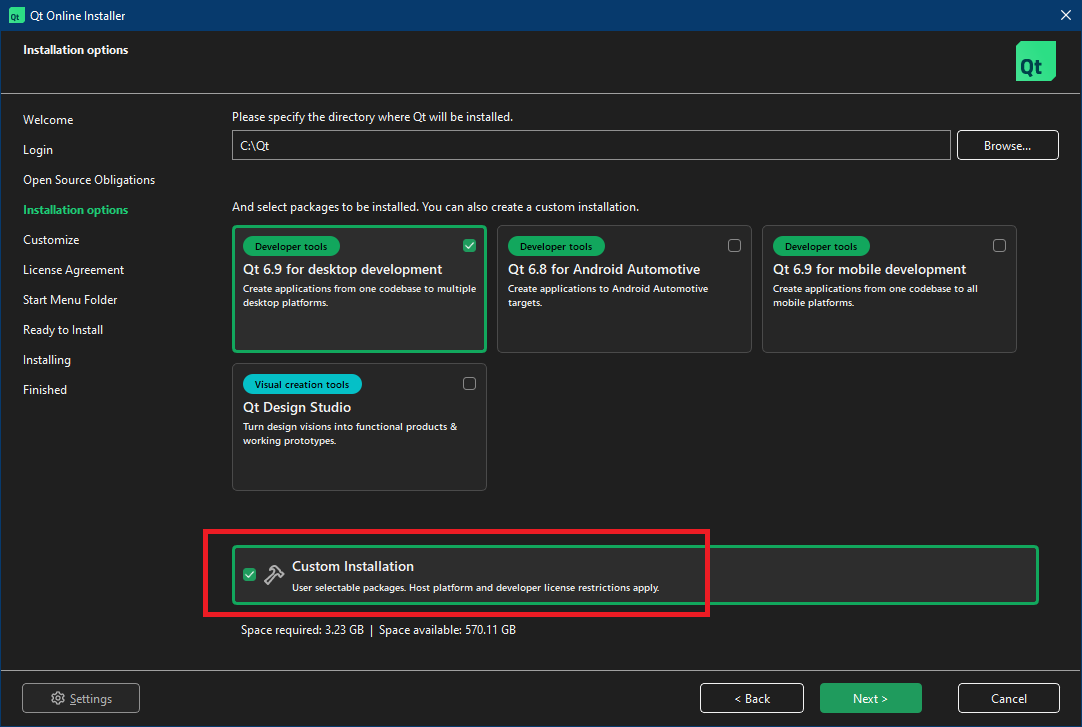 Qt Qt Online Installer
Installation options
Qt
Welcome
Login
Open Source Obligations
Installation options
Customize
License Agreement
Start Menu Folder
Ready to Install
Installing
Finished
Please specify the directory where Qt will be installed.
C:\Qt
Browse...
And select packages to be installed. You can also create a custom installation.
Developer tools
Qt 6.9 for desktop development
Create applications from one codebase to multiple
desktop platforms.
Developer tools
Qt 6.8 for Android Automotive
Create applications to Android Automotive
targets.
Developer tools
Qt 6.9 for mobile development
Create applications from one codebase to all
mobile platforms.
Visual creation tools
Qt Design Studio
Turn design visions into functional products &
working prototypes.
Custom Installation
User selectable packages. Host platform and developer license restrictions apply.
Space required: 3.23 GB | Space available: 570.11 GB
Settings
< Back
Next >
Cancel